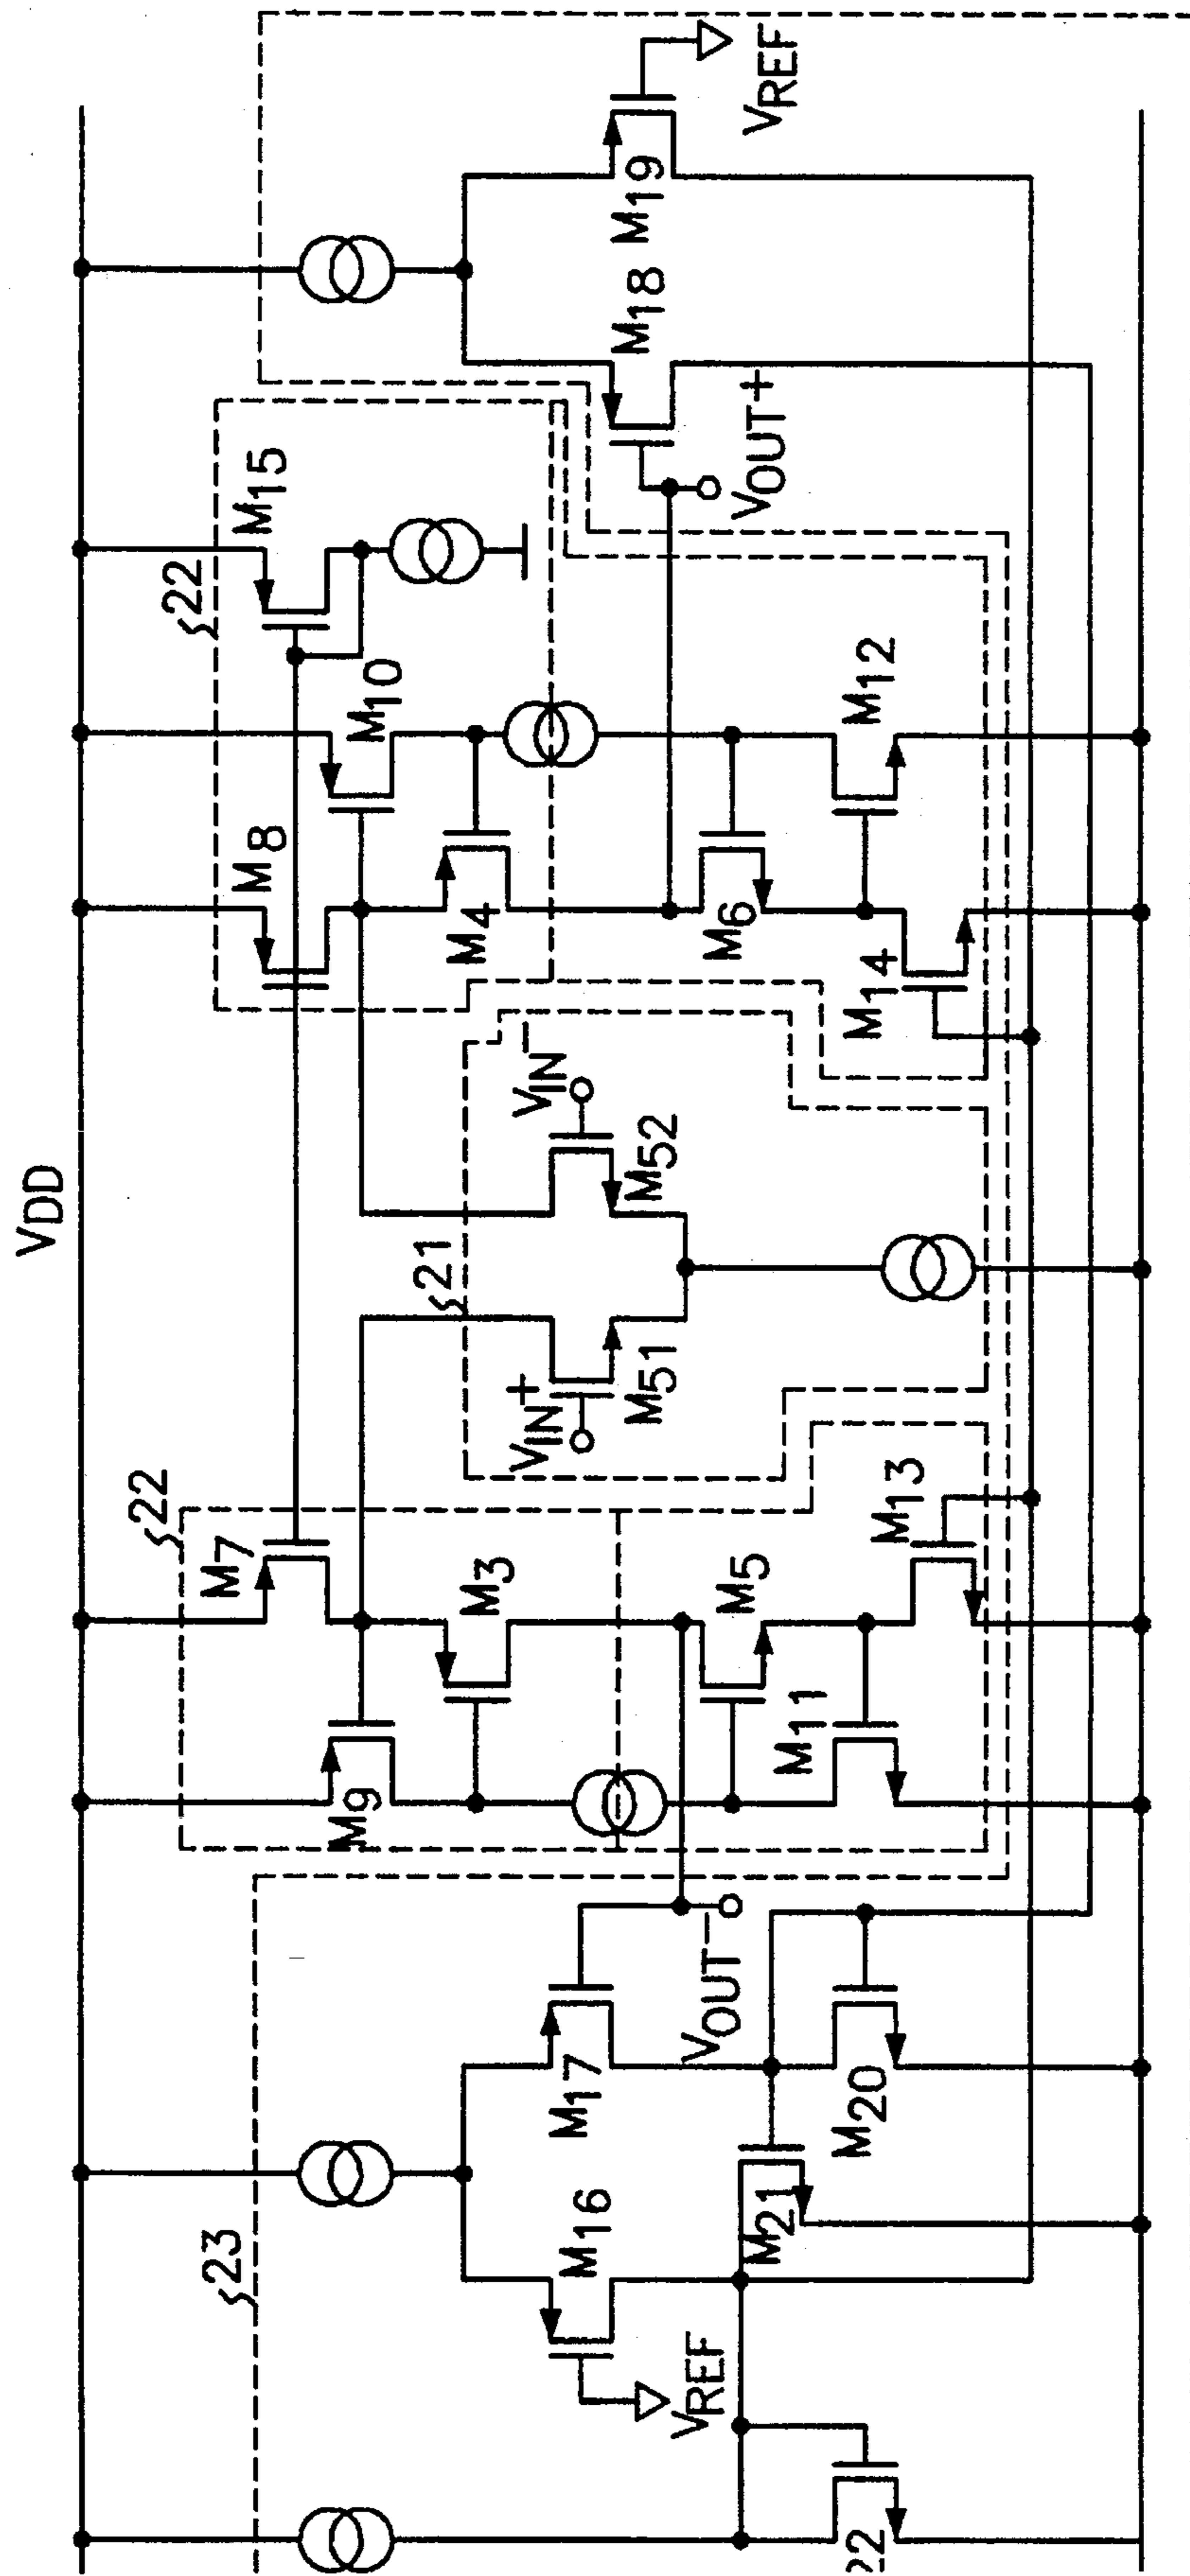 VDD
22
22
21
23
M7
M8
M15
M9
M10
M3
M4
VIN+
VIN-
M51
M52
M5
M6
M11
M12
M13
M14
M16
M17
M18
M19
VREF
VREF
VOUT-
VOUT+
M20
M21
22